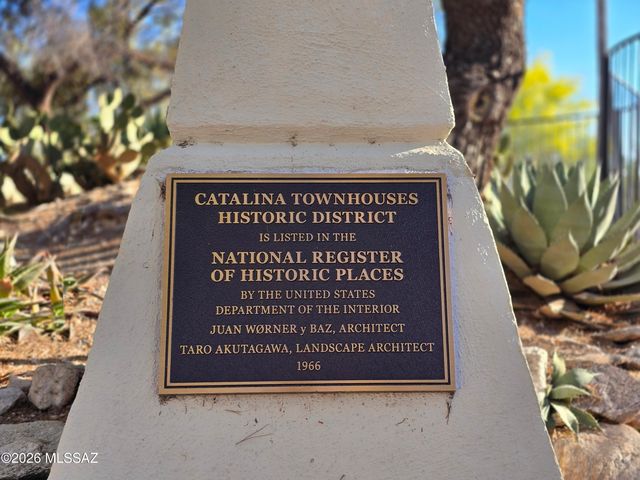 CATALINA TOWNHOUSES
HISTORIC DISTRICT
IS LISTED IN THE
NATIONAL REGISTER
OF HISTORIC PLACES
BY THE UNITED STATES
DEPARTMENT OF THE INTERIOR
JUAN WØRNER y BAZ, ARCHITECT
TARO AKUTAGAWA, LANDSCAPE ARCHITECT
1966
©2026 MLSSAZ